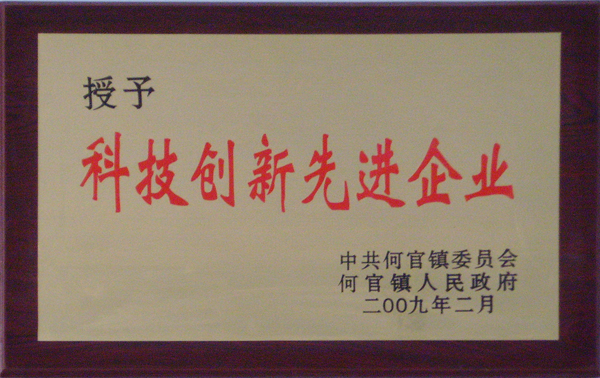 授予
科技创新先进企业
中共何官镇委员会
何官镇人民政府
二00九年二月